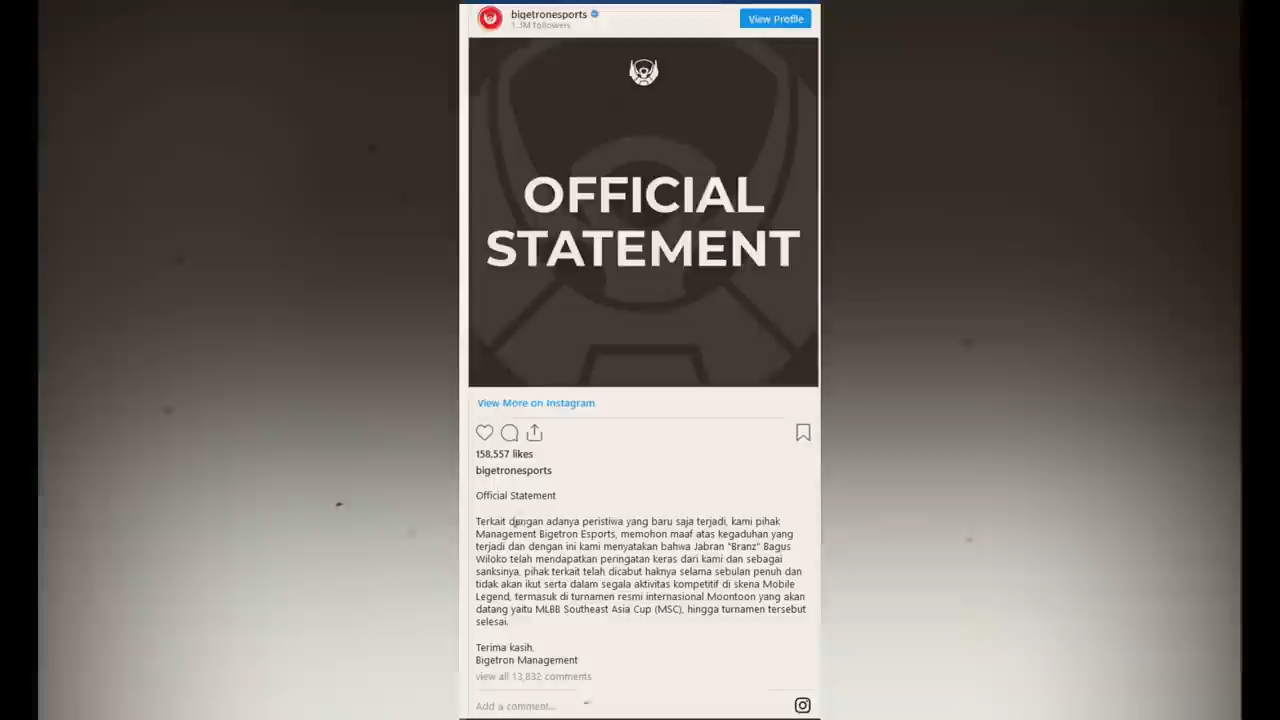 bigetronesports
1.3M followers
View Profile
OFFICIAL
STATEMENT
View More on Instagram
158,557 likes
bigetronesports
Official Statement
Terkait dengan adanya peristiwa yang baru saja terjadi, kami pihak
Management Bigetron Esports, memohon maaf atas kegaduhan yang
terjadi dan dengan ini kami menyatakan bahwa Jabran "Branz" Bagus
Wiloko telah mendapatkan peringatan keras dari kami dan sebagai
sanksinya, pihak terkait telah dicabut haknya selama sebulan penuh dan
tidak akan ikut serta dalam segala aktivitas kompetitif di skena Mobile
Legend, termasuk di turnamen resmi internasional Moontoon yang akan
datang yaitu MLBB Southeast Asia Cup (MSC), hingga turnamen tersebut
selesai.
Terima kasih,
Bigetron Management
view all 13,832 comments
Add a comment...